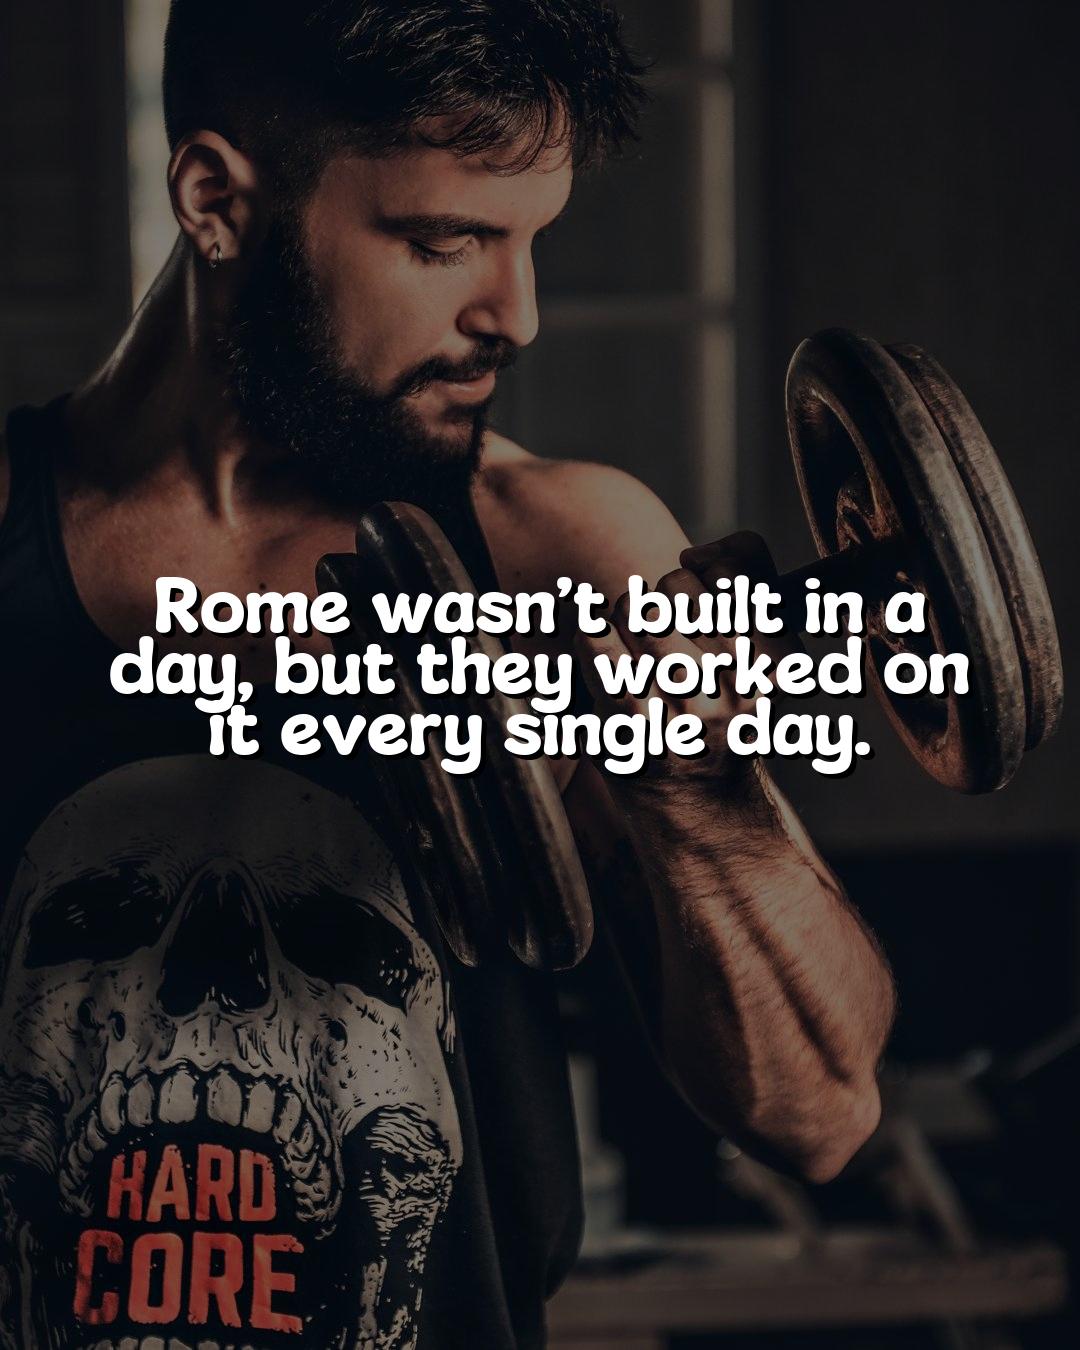 Rome wasn’t built in a
day, but they worked on
it every single day.
HARD
CORE